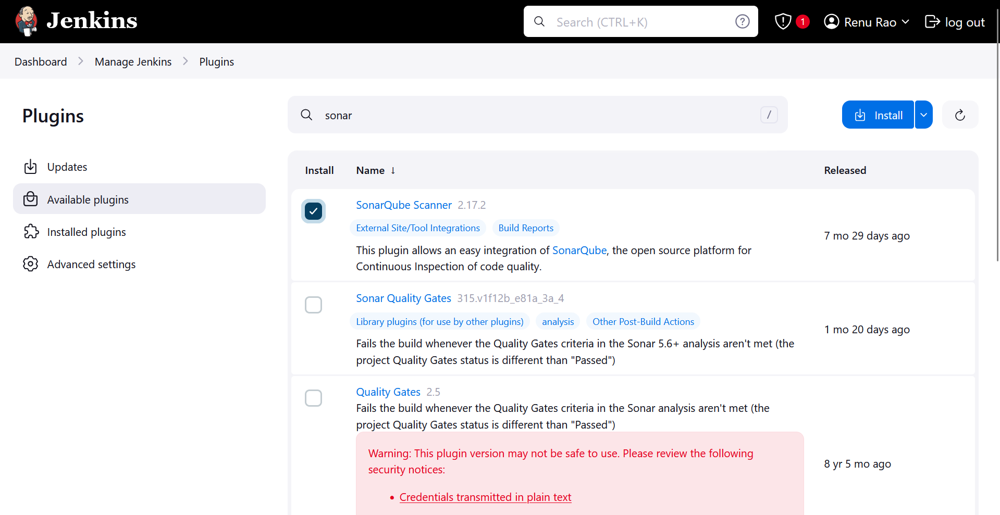 Jenkins
Search (CTRL+K)
1
Renu Rao
log out
Dashboard
Manage Jenkins
Plugins
Plugins
Updates
Available plugins
Installed plugins
Advanced settings
sonar
/
Install
Install
Name ↓
Released
SonarQube Scanner 2.17.2
External Site/Tool Integrations
Build Reports
This plugin allows an easy integration of SonarQube, the open source platform for
Continuous Inspection of code quality.
7 mo 29 days ago
Sonar Quality Gates 315.v1f12b_e81a_3a_4
Library plugins (for use by other plugins)
analysis
Other Post-Build Actions
Fails the build whenever the Quality Gates criteria in the Sonar 5.6+ analysis aren't met (the
project Quality Gates status is different than "Passed")
1 mo 20 days ago
Quality Gates 2.5
Fails the build whenever the Quality Gates criteria in the Sonar analysis aren't met (the
project Quality Gates status is different than "Passed")
Warning: This plugin version may not be safe to use. Please review the following
security notices:
• Credentials transmitted in plain text
8 yr 5 mo ago